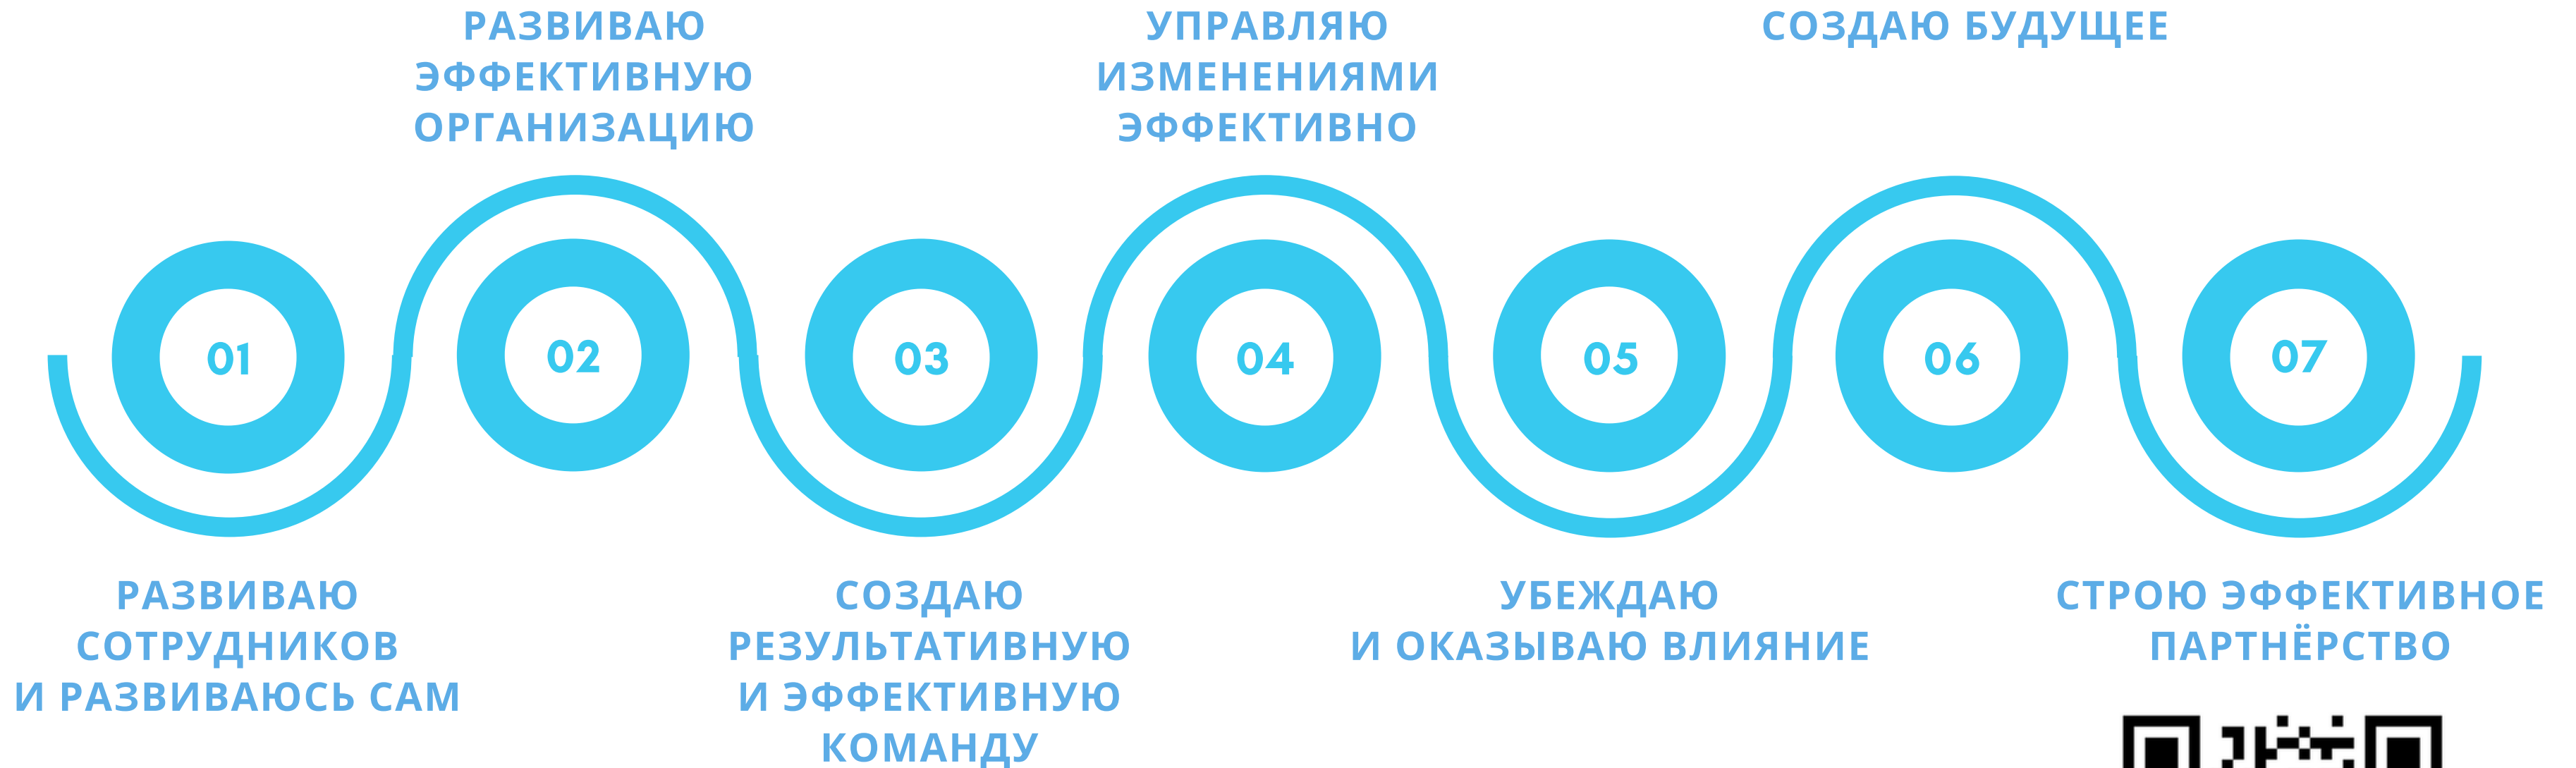 РАЗВИВАЮ
ЭФФЕКТИВНУЮ
ОРГАНИЗАЦИЮ
УПРАВЛЯЮ
ИЗМЕНЕНИЯМИ
ЭФФЕКТИВНО
СОЗДАЮ БУДУЩЕЕ
01
02
03
04
05
06
07
РАЗВИВАЮ
СОТРУДНИКОВ
И РАЗВИВАЮСЬ САМ
СОЗДАЮ
РЕЗУЛЬТАТИВНУЮ
И ЭФФЕКТИВНУЮ
КОМАНДУ
УБЕЖДАЮ
И ОКАЗЫВАЮ ВЛИЯНИЕ
СТРОЮ ЭФФЕКТИВНОЕ
ПАРТНЁРСТВО